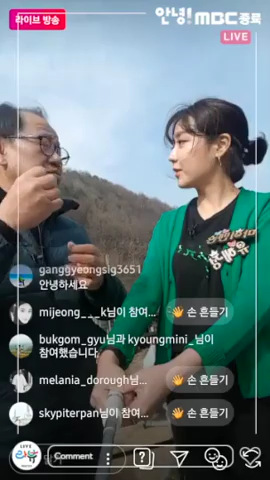 라이브 방송
안녕! MBC충북
LIVE
ganggyeongsig3651
안녕하세요
mijeong___k님이 참여...
👋 손 흔들기
bukgom_gyu님과 kyoungmini_님이
참여했습니다.
melania_dorough님...
👋 손 흔들기
skypiterpan님이 참여...
👋 손 흔들기
LIVE
Comment